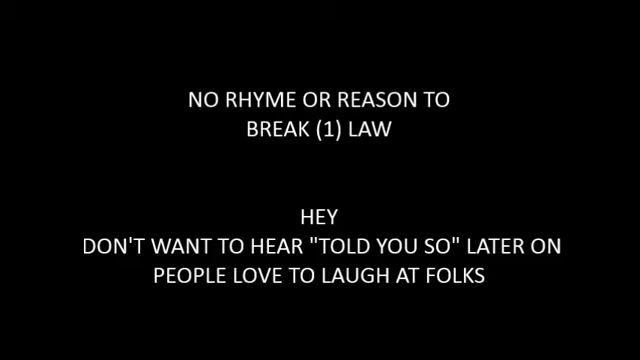 NO RHYME OR REASON TO
BREAK (1) LAW
HEY
DON'T WANT TO HEAR "TOLD YOU SO" LATER ON
PEOPLE LOVE TO LAUGH AT FOLKS